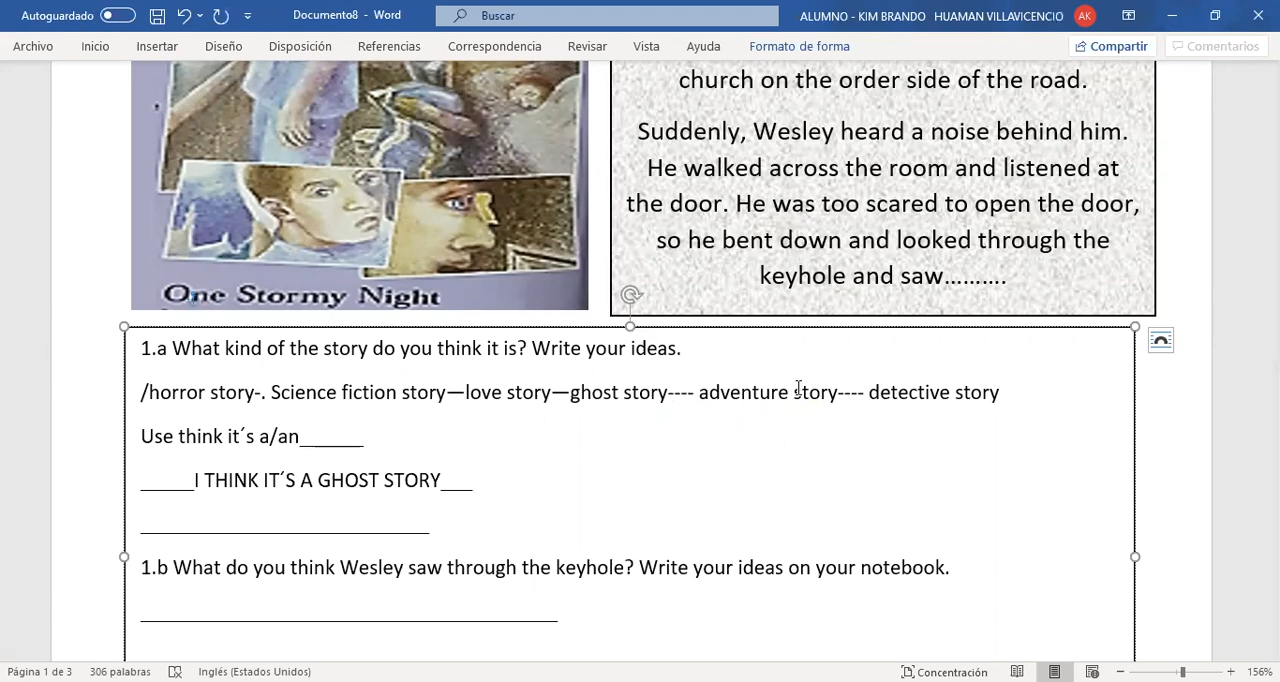 Autoguardado
Documento8 - Word
Buscar
ALUMNO - KIM BRANDO HUAMAN VILLAVICENCIO
AK
Archivo Inicio Insertar Diseño Disposición Referencias Correspondencia Revisar Vista Ayuda Formato de forma
Compartir
Comentarios
church on the order side of the road.
Suddenly, Wesley heard a noise behind him.
He walked across the room and listened at
the door. He was too scared to open the door,
so he bent down and looked through the
keyhole and saw……….
One Stormy Night
1.a What kind of the story do you think it is? Write your ideas.
/horror story-. Science fiction story—love story—ghost story---- adventure story---- detective story
Use think it´s a/an______
_____I THINK IT´S A GHOST STORY___
___________________________
1.b What do you think Wesley saw through the keyhole? Write your ideas on your notebook.
_______________________________________
Página 1 de 3 306 palabras Inglés (Estados Unidos) Concentración 156%